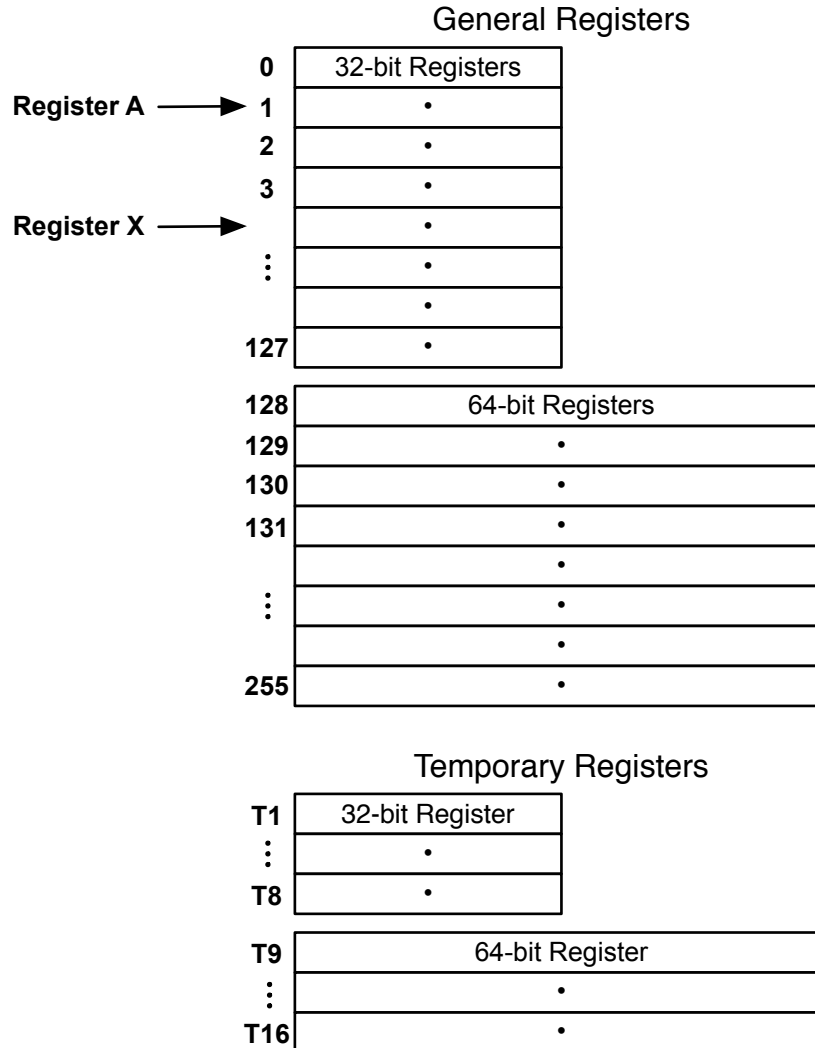 General Registers
0 32-bit Registers
Register A 1 •
2 •
3 •
Register X •
⋮ •
•
127 •
128 64-bit Registers
129 •
130 •
131 •
•
⋮ •
•
255 •
Temporary Registers
T1 32-bit Register
⋮ •
T8 •
T9 64-bit Register
⋮ •
T16 •